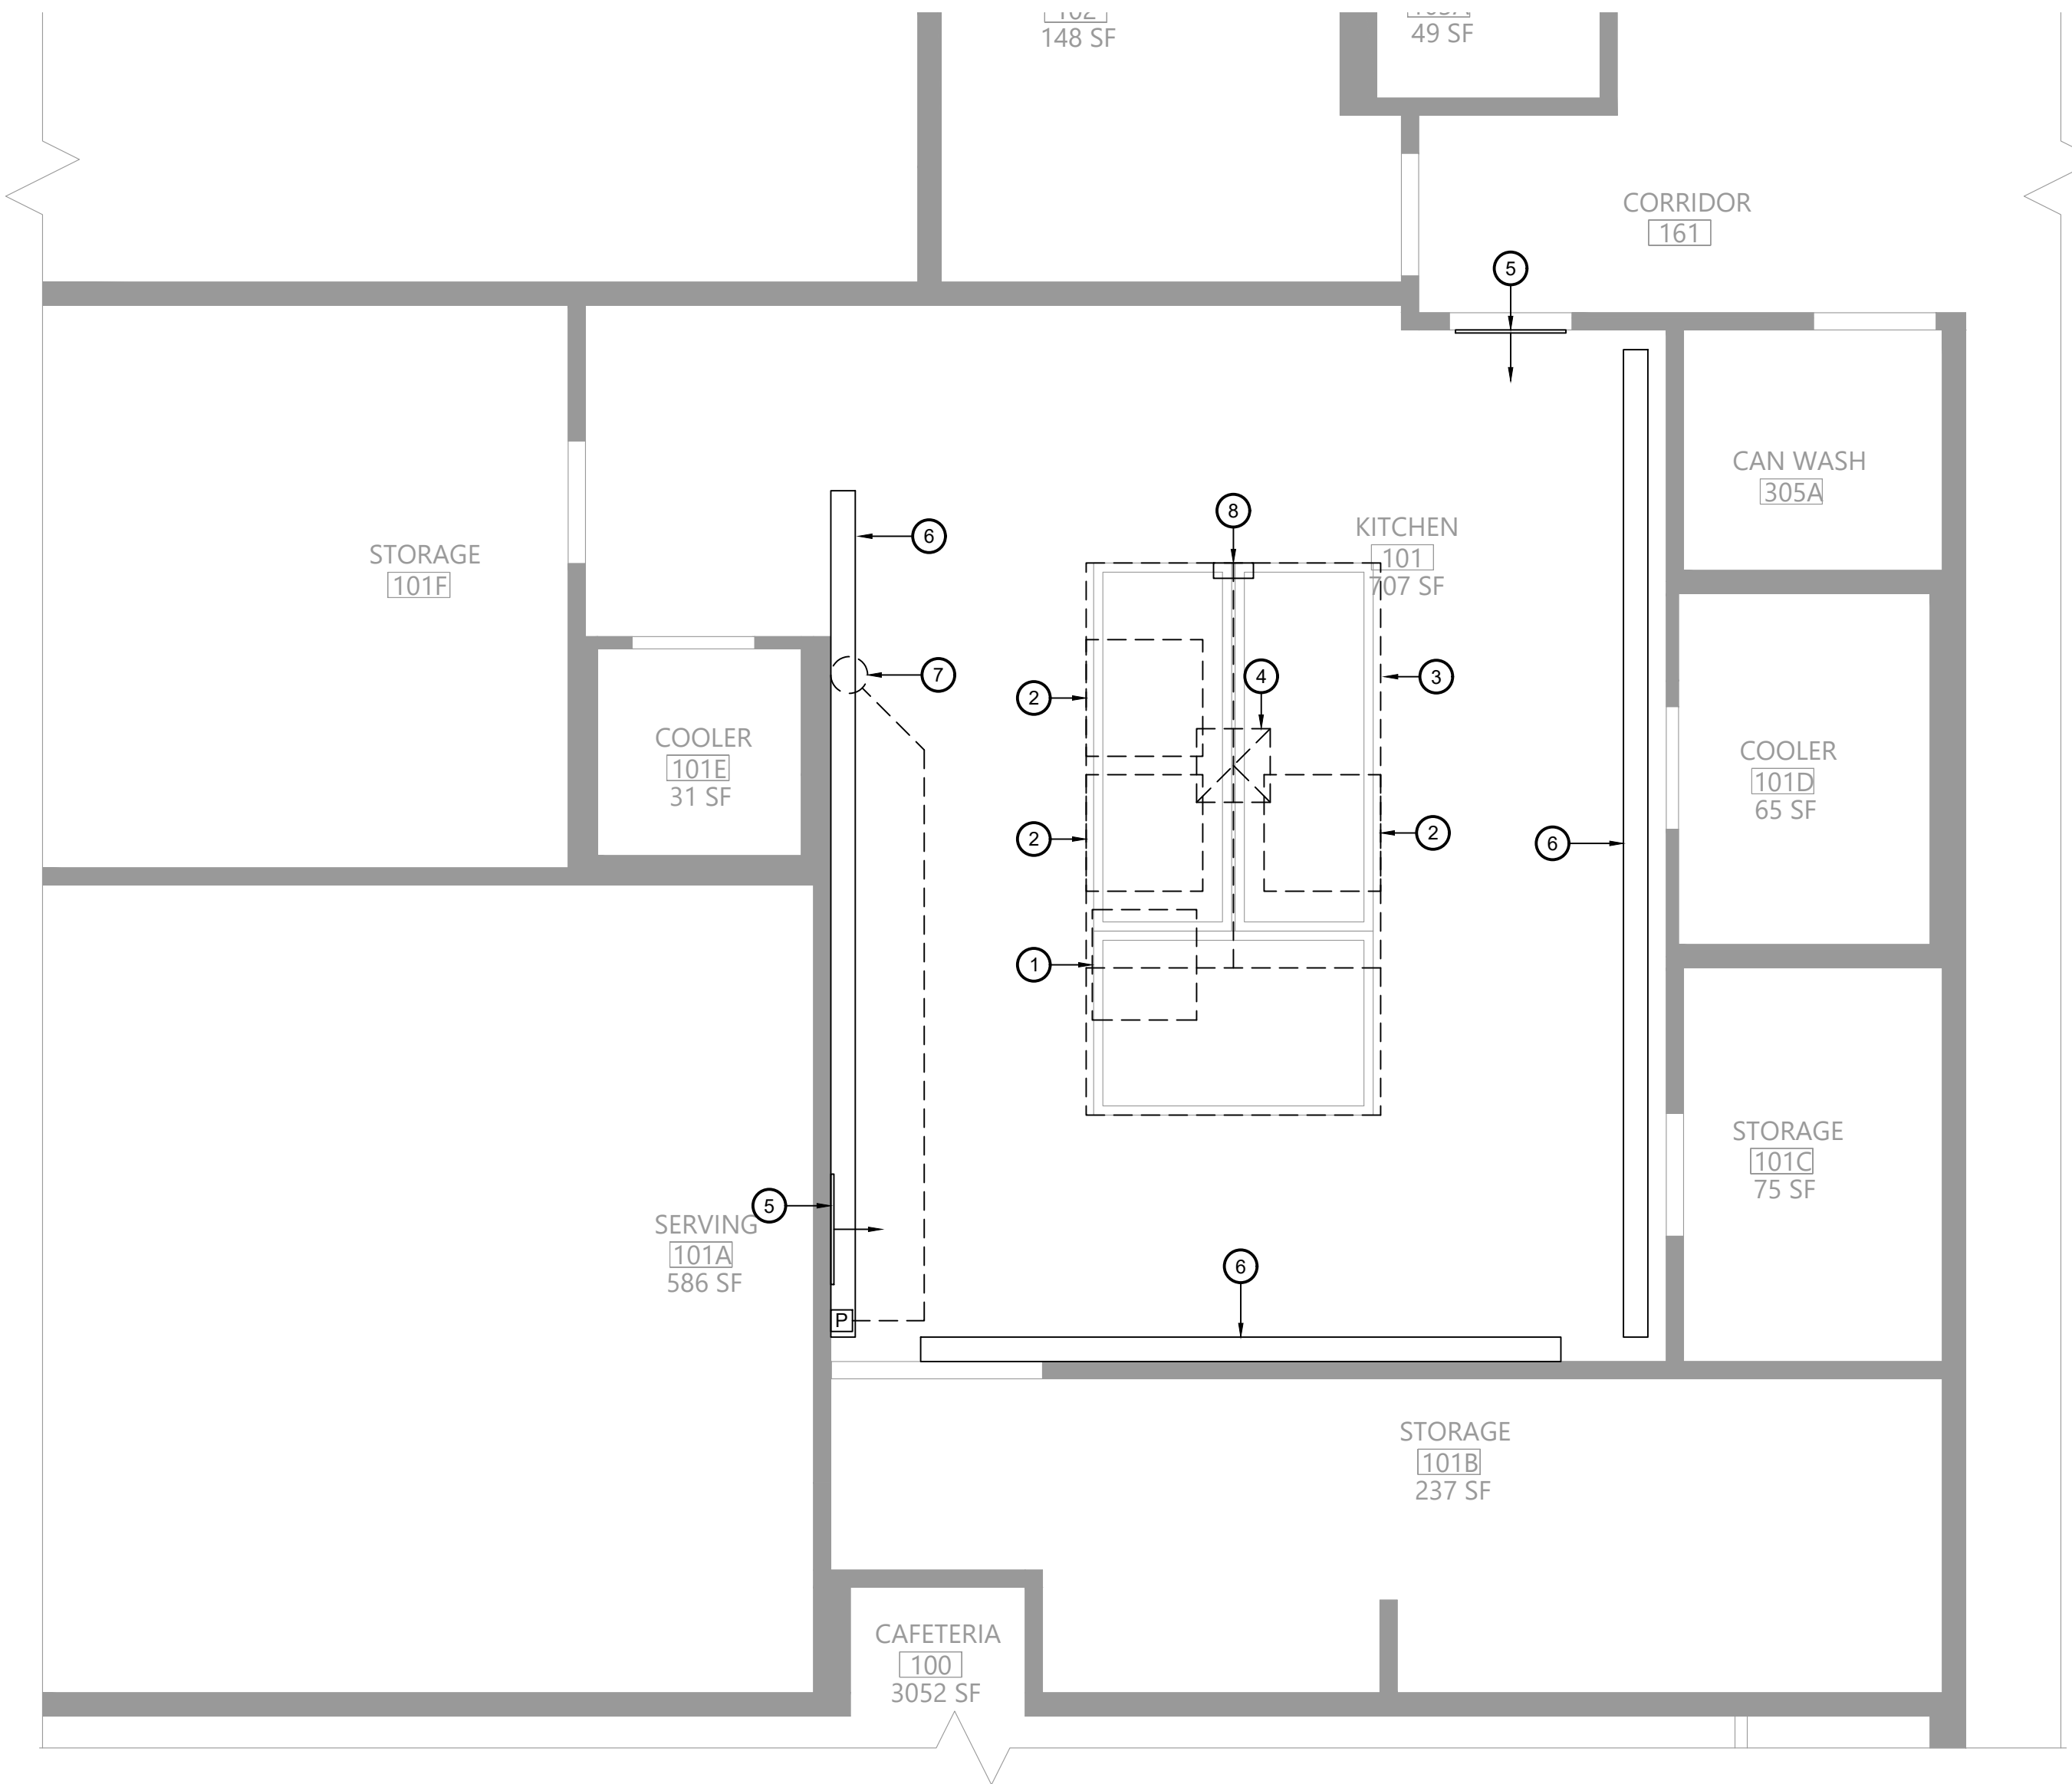 148 SF
49 SF
CORRIDOR
161
5
CAN WASH
305A
8
KITCHEN
101
707 SF
6
STORAGE
101F
7
2
4
3
COOLER
101E
31 SF
COOLER
101D
65 SF
2
2
6
1
STORAGE
101C
75 SF
5
SERVING
101A
586 SF
6
P
STORAGE
101B
237 SF
CAFETERIA
100
3052 SF